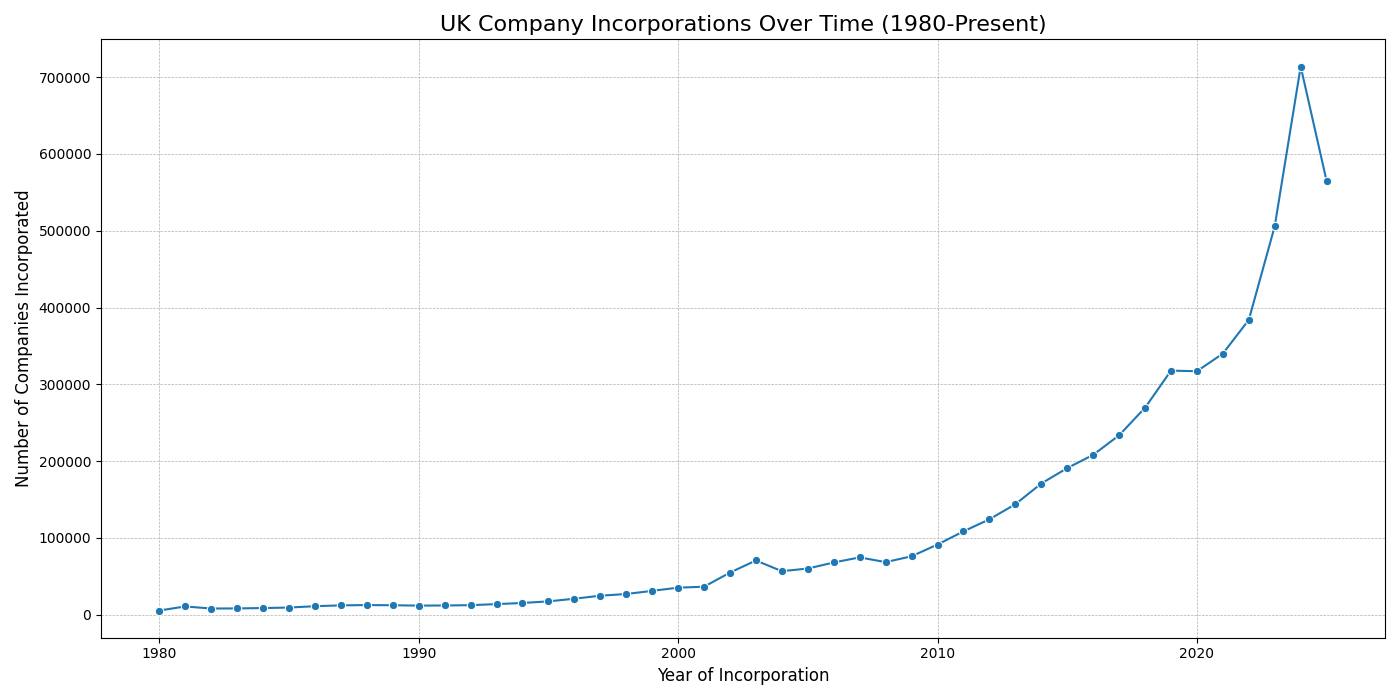 UK Company Incorporations Over Time (1980-Present)
Number of Companies Incorporated
700000
600000
500000
400000
300000
200000
100000
0
1980 1990 2000 2010 2020
Year of Incorporation